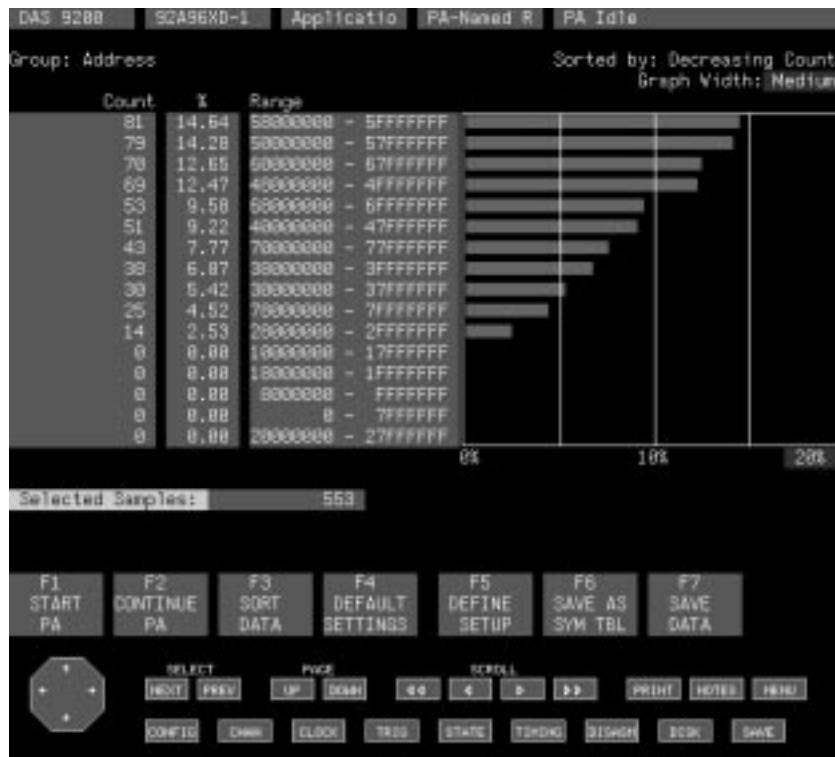 DAS 9200 92A96XD-1 Applicatio PA-Named R PA Idle
Group: Address Sorted by: Decreasing Count
Graph Width: Medium
Count % Range
81 14.64 58000000 - 5FFFFFFF
79 14.28 50000000 - 57FFFFFF
70 12.65 60000000 - 67FFFFFF
69 12.47 48000000 - 4FFFFFFF
53 9.58 68000000 - 6FFFFFFF
51 9.22 40000000 - 47FFFFFF
43 7.77 70000000 - 77FFFFFF
38 6.87 38000000 - 3FFFFFFF
30 5.42 30000000 - 37FFFFFF
25 4.52 78000000 - 7FFFFFFF
14 2.53 28000000 - 2FFFFFFF
0 0.00 10000000 - 17FFFFFF
0 0.00 18000000 - 1FFFFFFF
0 0.00 8000000 - FFFFFFF
0 0.00 0 - 7FFFFFF
0 0.00 20000000 - 27FFFFFF
0% 10% 20%
Selected Samples: 553
F1 F2 F3 F4 F5 F6 F7
START CONTINUE SORT DEFAULT DEFINE SAVE AS SAVE
PA PA DATA SETTINGS SETUP SYM TBL DATA
SELECT PAGE SCROLL
NEXT PREV UP DOWN PRINT NOTES MENU
CONFIG CHAN CLOCK TRIG STATE TIMING DISASM DISK SAVE